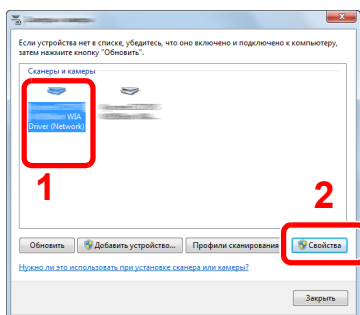 Если устройства нет в списке, убедитесь, что оно включено и подключено к компьютеру,
затем нажмите кнопку "Обновить".
Сканеры и камеры
WIA
Driver (Network)
1
2
Обновить
Добавить устройство...
Профили сканирования
Свойства
Нужно ли это использовать при установке сканера или камеры?
Закрыть